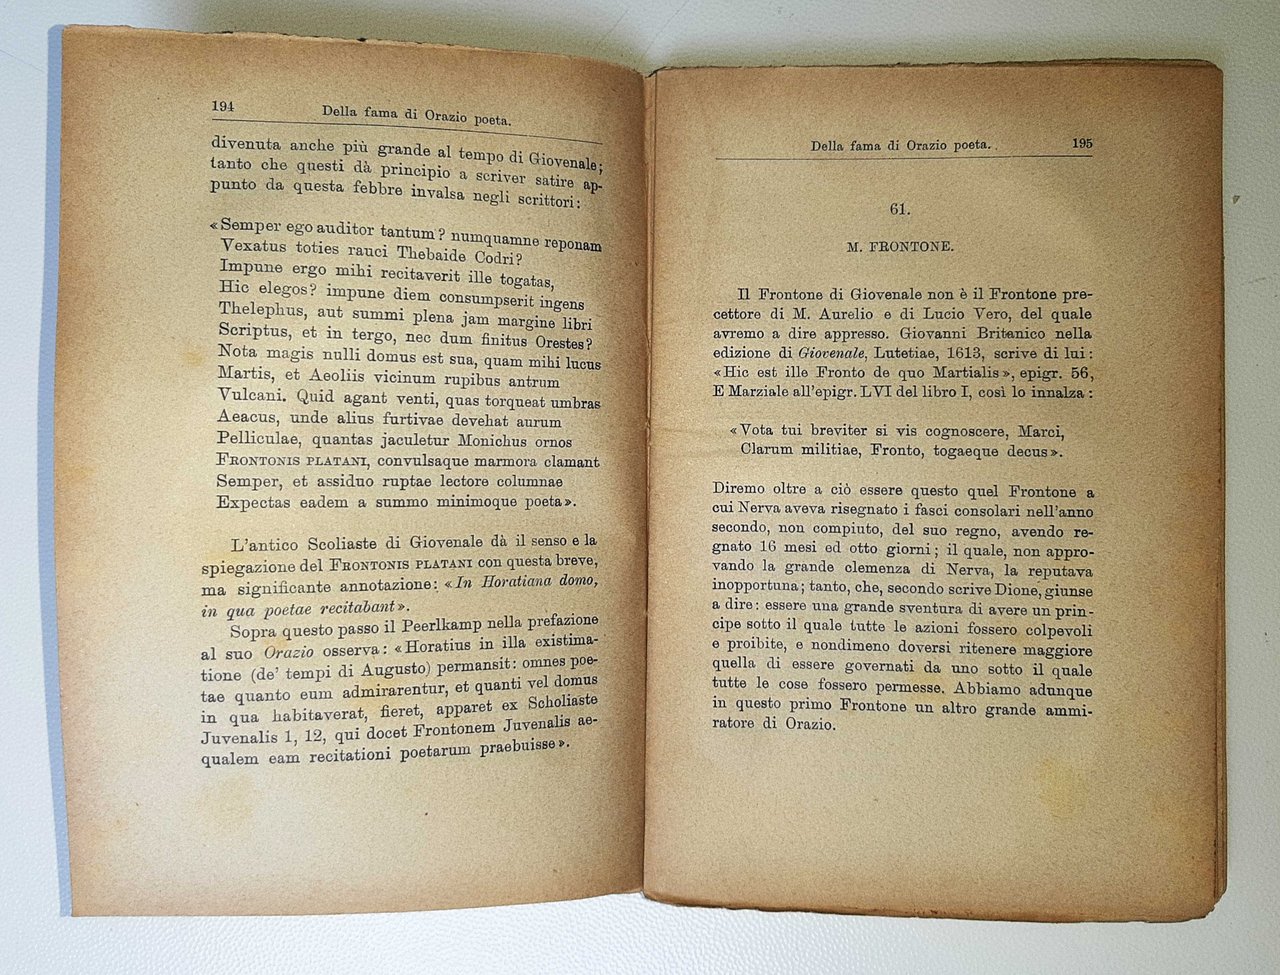 194
Della fama di Orazio poeta.
divenuta anche più grande al tempo di Giovenale;
tanto che questi dà principio a scriver satire ap-
punto da questa febbre invalsa negli scrittori:
«Semper ego auditor tantum? numquamne reponam
Vexatus toties rauci Thebaide Codri?
Impune ergo mihi recitaverit ille togatas,
Hic elegos? impune diem consumpserit ingens
Thelephus, aut summi plena jam margine libri
Scriptus, et in tergo, nec dum finitus Orestes?
Nota magis nulli domus est sua, quam mihi lucus
Martis, et Aeoliis vicinum rupibus antrum
Vulcani. Quid agant venti, quas torqueat umbras
Aeacus, unde alius furtivae devehat aurum
Pelliculae, quantas jaculetur Monichus ornos
FRONTONIS PLATANI, convulsaque marmora clamant
Semper, et assiduo ruptae lectore columnae
Expectas eadem a summo minimoque poeta».
L'antico Scoliaste di Giovenale dà il senso e la
spiegazione del FRONTONIS PLATANI con questa breve,
ma significante annotazione: «In Horatiana domo,
in qua poetae recitabant».
Sopra questo passo il Peerlkamp nella prefazione
al suo Orazio osserva: «Horatius in illa existima-
tione (de' tempi di Augusto) permansit: omnes poe-
tae quanto eum admirarentur, et quanti vel domus
in qua habitaverat, fieret, apparet ex Scholiaste
Juvenalis 1, 12, qui docet Frontonem Juvenalis ae-
qualem eam recitationi poetarum praebuisse».
Della fama di Orazio poeta.
195
61.
M. FRONTONE.
Il Frontone di Giovenale non è il Frontone pre-
cettore di M. Aurelio e di Lucio Vero, del quale
avremo a dire appresso. Giovanni Britanico nella
edizione di Giovenale, Lutetiae, 1613, scrive di lui:
«Hic est ille Fronto de quo Martialis», epigr. 56,
E Marziale all'epigr. LVI del libro I, così lo innalza:
«Vota tui breviter si vis cognoscere, Marci,
Clarum militiae, Fronto, togaeque decus».
Diremo oltre a ciò essere questo quel Frontone a
cui Nerva aveva risegnato i fasci consolari nell'anno
secondo, non compiuto, del suo regno, avendo re-
gnato 16 mesi ed otto giorni; il quale, non appro-
vando la grande clemenza di Nerva, la reputava
inopportuna; tanto, che, secondo scrive Dione, giunse
a dire: essere una grande sventura di avere un prin-
cipe sotto il quale tutte le azioni fossero colpevoli
e proibite, e nondimeno doversi ritenere maggiore
quella di essere governati da uno sotto il quale
tutte le cose fossero permesse. Abbiamo adunque
in questo primo Frontone un altro grande ammi-
ratore di Orazio.